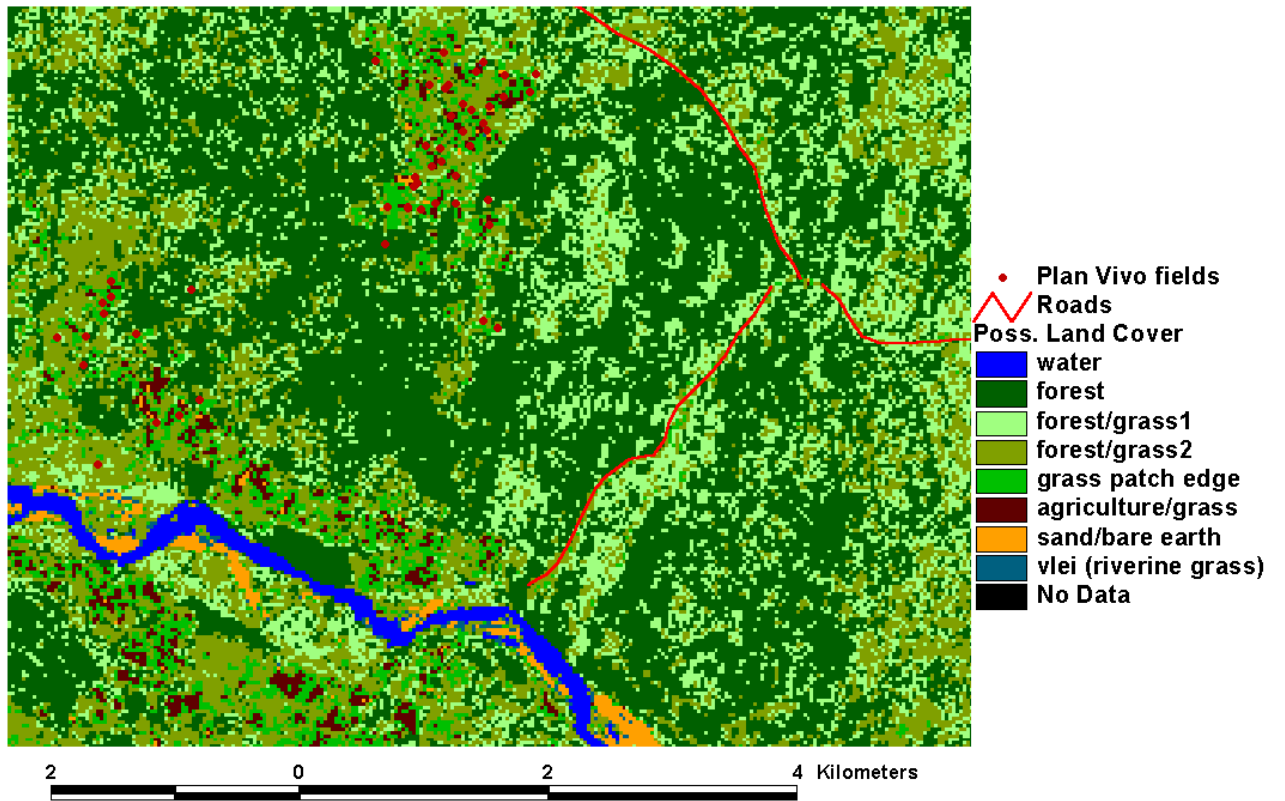 Plan Vivo fields
Roads
Poss. Land Cover
water
forest
forest/grass1
forest/grass2
grass patch edge
agriculture/grass
sand/bare earth
vlei (riverine grass)
No Data
2 0 2 4 Kilometers